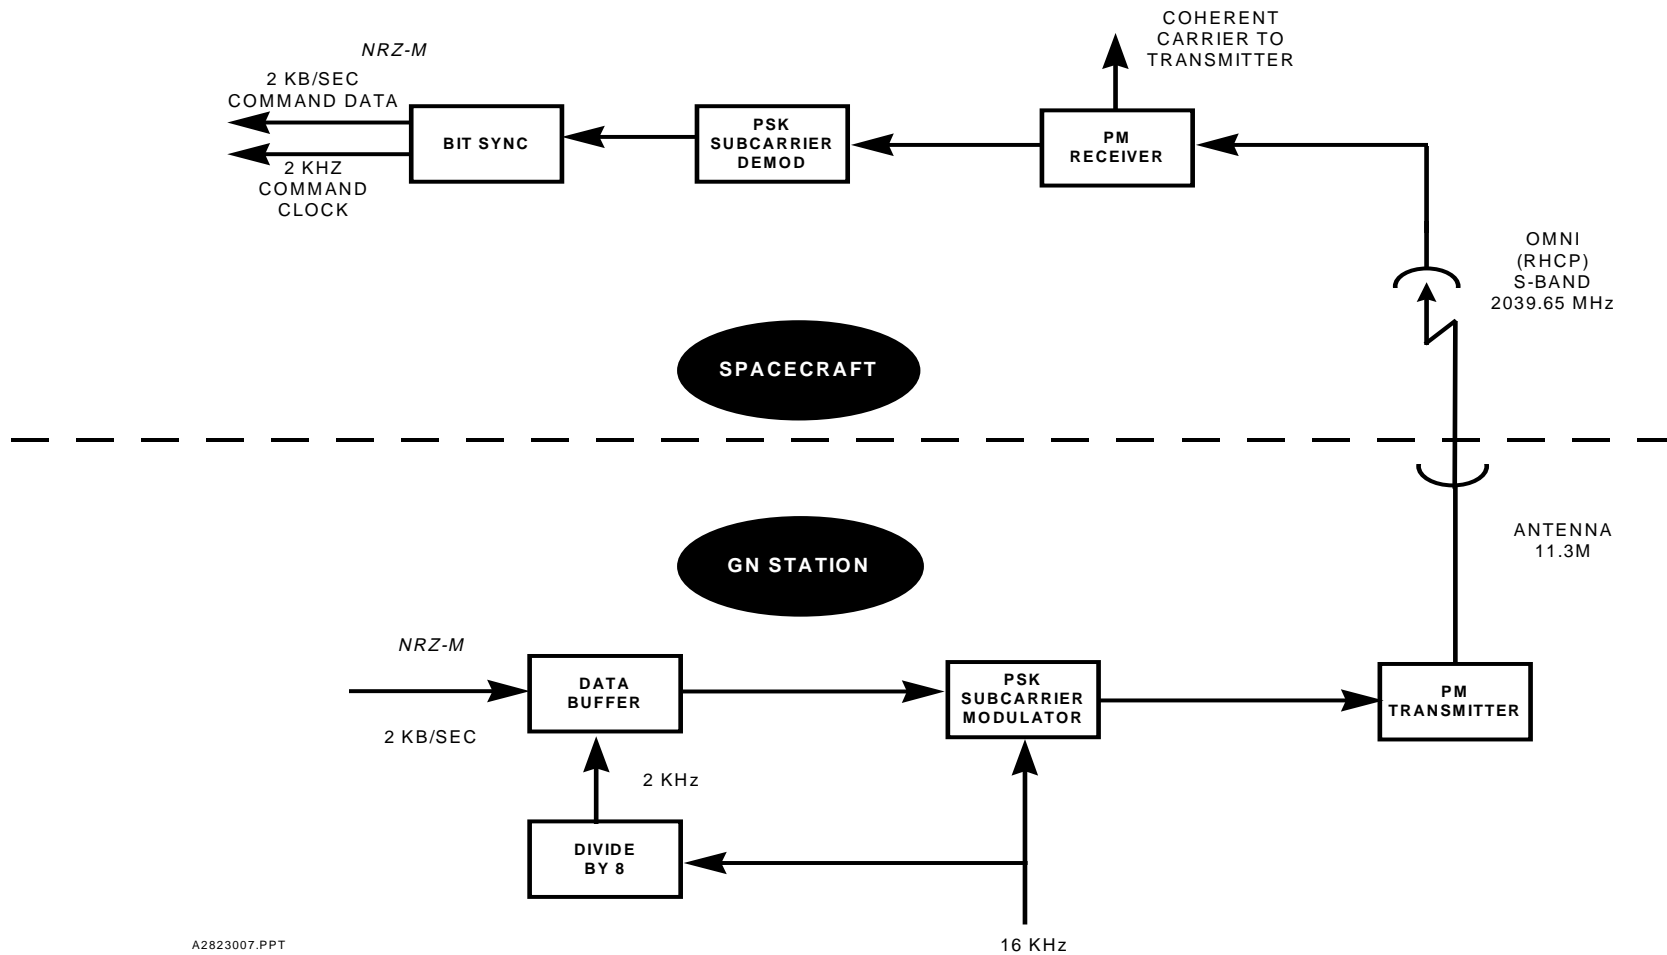 COHERENT
CARRIER TO
TRANSMITTER
NRZ-M
2 KB/SEC
COMMAND DATA
BIT SYNC
PSK
SUBCARRIER
DEMOD
PM
RECEIVER
2 KHZ
COMMAND
CLOCK
OMNI
(RHCP)
S-BAND
2039.65 MHz
SPACECRAFT
GN STATION
ANTENNA
11.3M
NRZ-M
2 KB/SEC
DATA
BUFFER
PSK
SUBCARRIER
MODULATOR
PM
TRANSMITTER
2 KHz
DIVIDE
BY 8
16 KHz
A2823007.PPT